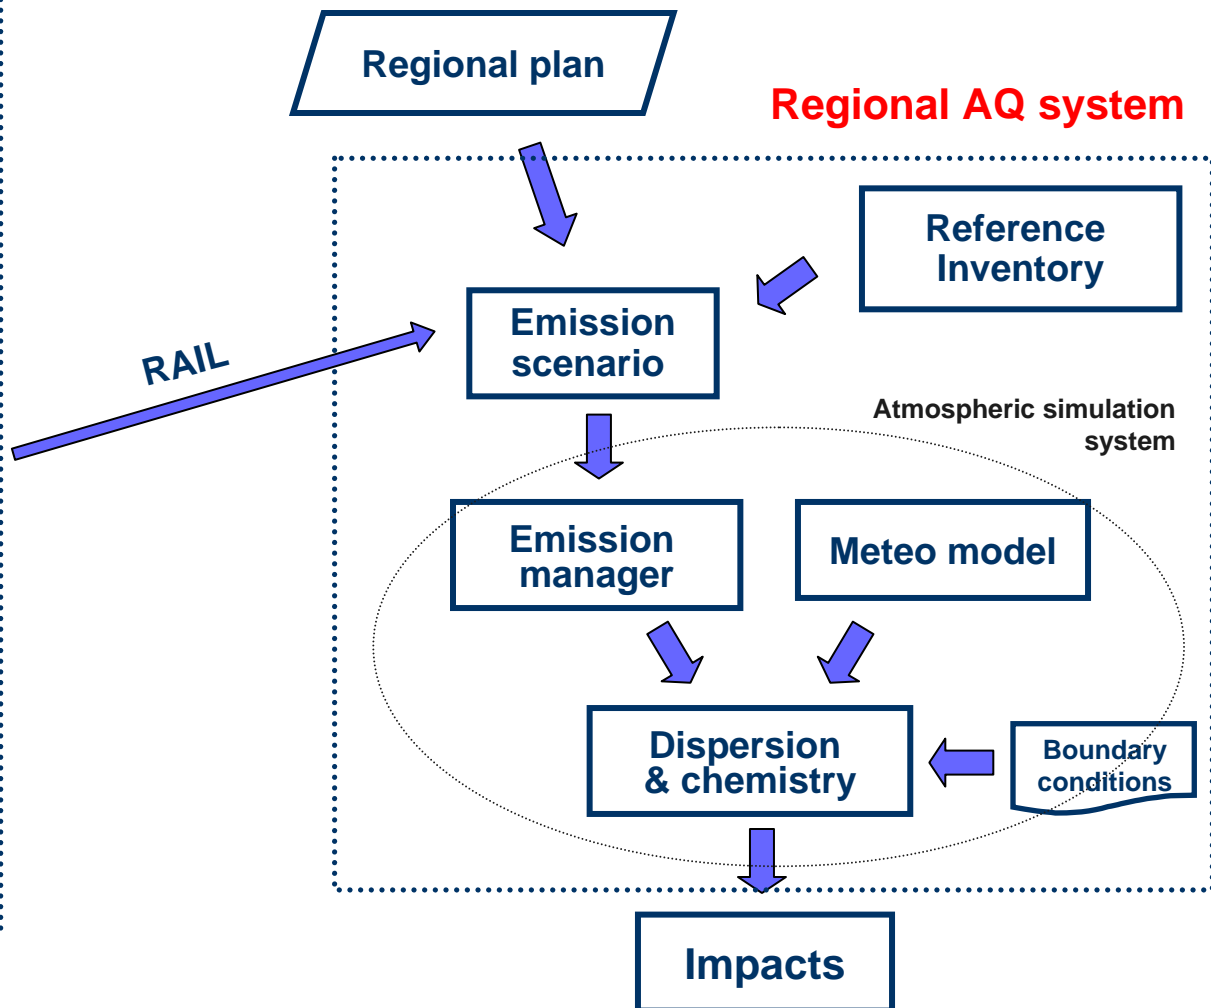 Regional plan
Regional AQ system
Reference
Inventory
Emission
scenario
RAIL
Atmospheric simulation
system
Emission
manager
Meteo model
Dispersion
& chemistry
Boundary
conditions
Impacts